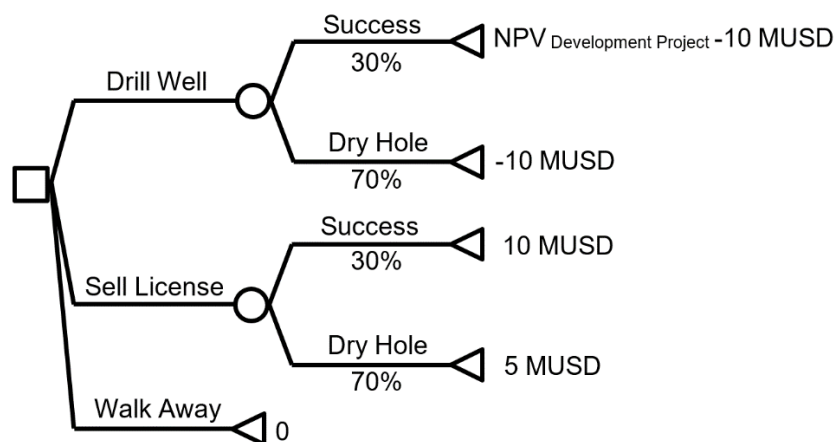 Success
30%
NPV Development Project -10 MUSD
Drill Well
Dry Hole
70%
-10 MUSD
Success
30%
10 MUSD
Sell License
Dry Hole
70%
5 MUSD
Walk Away
0